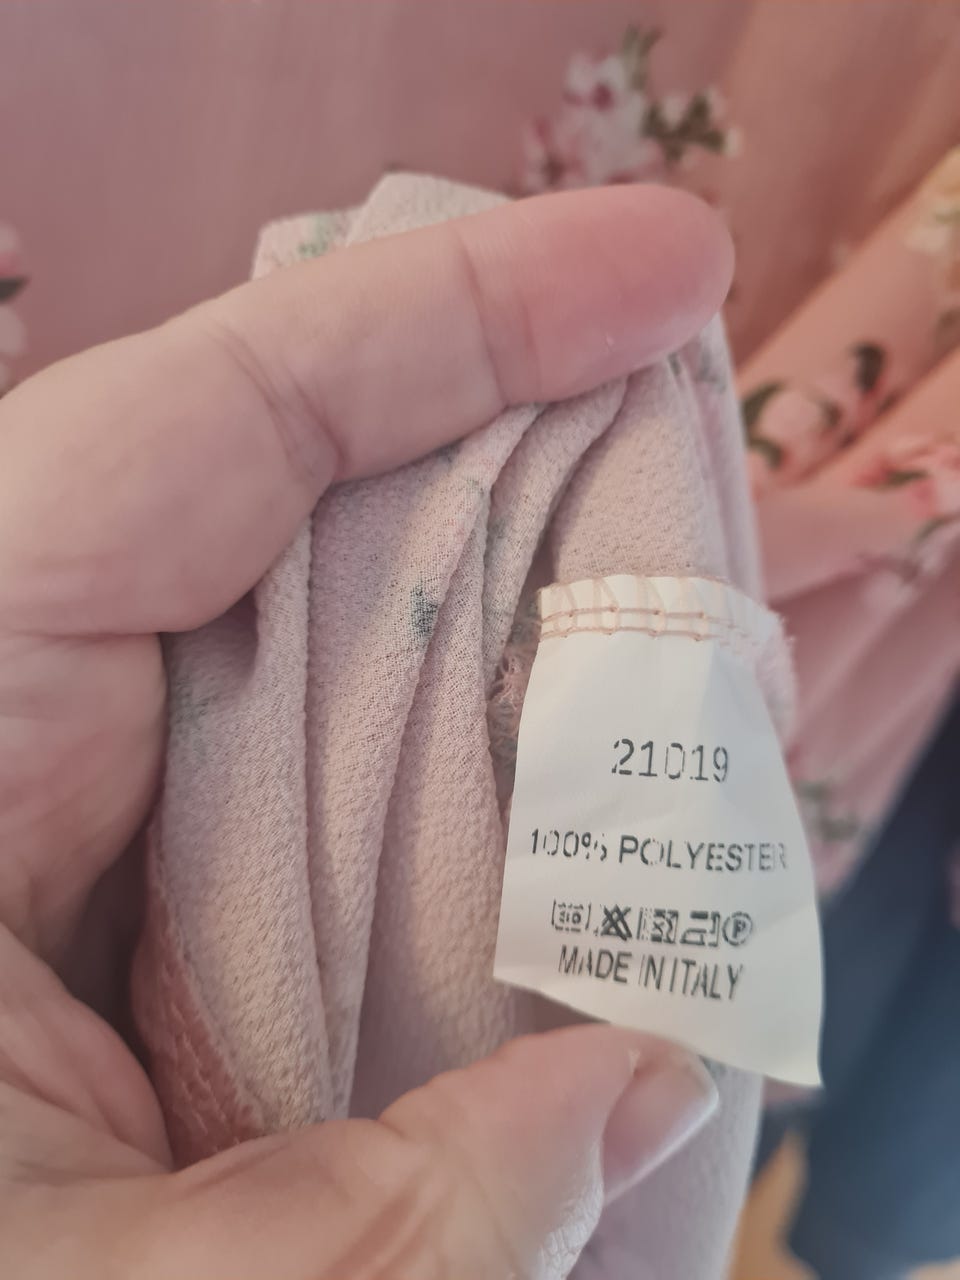 21019
100% POLYESTER
MADE IN ITALY